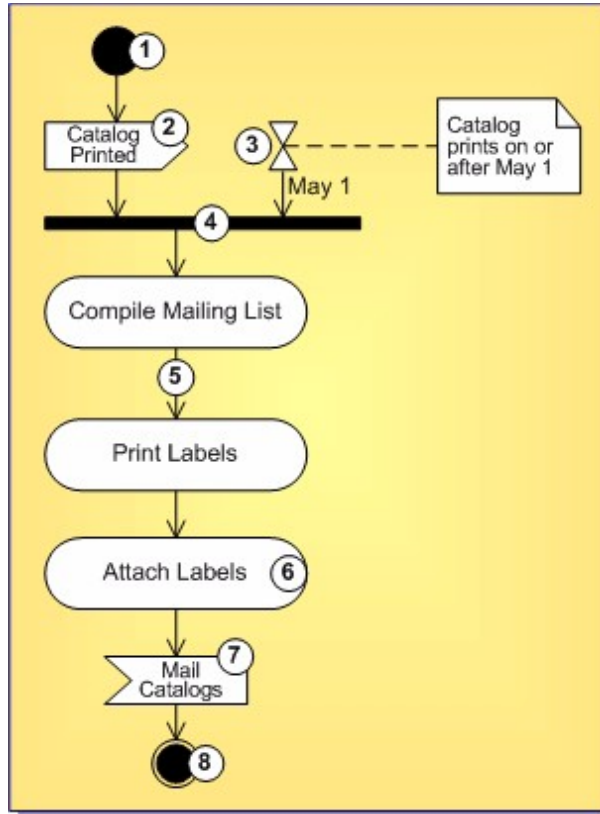 1
Catalog
Printed
2
3
May 1
Catalog
prints on or
after May 1
4
Compile Mailing List
5
Print Labels
Attach Labels
6
Mail
Catalogs
7
8